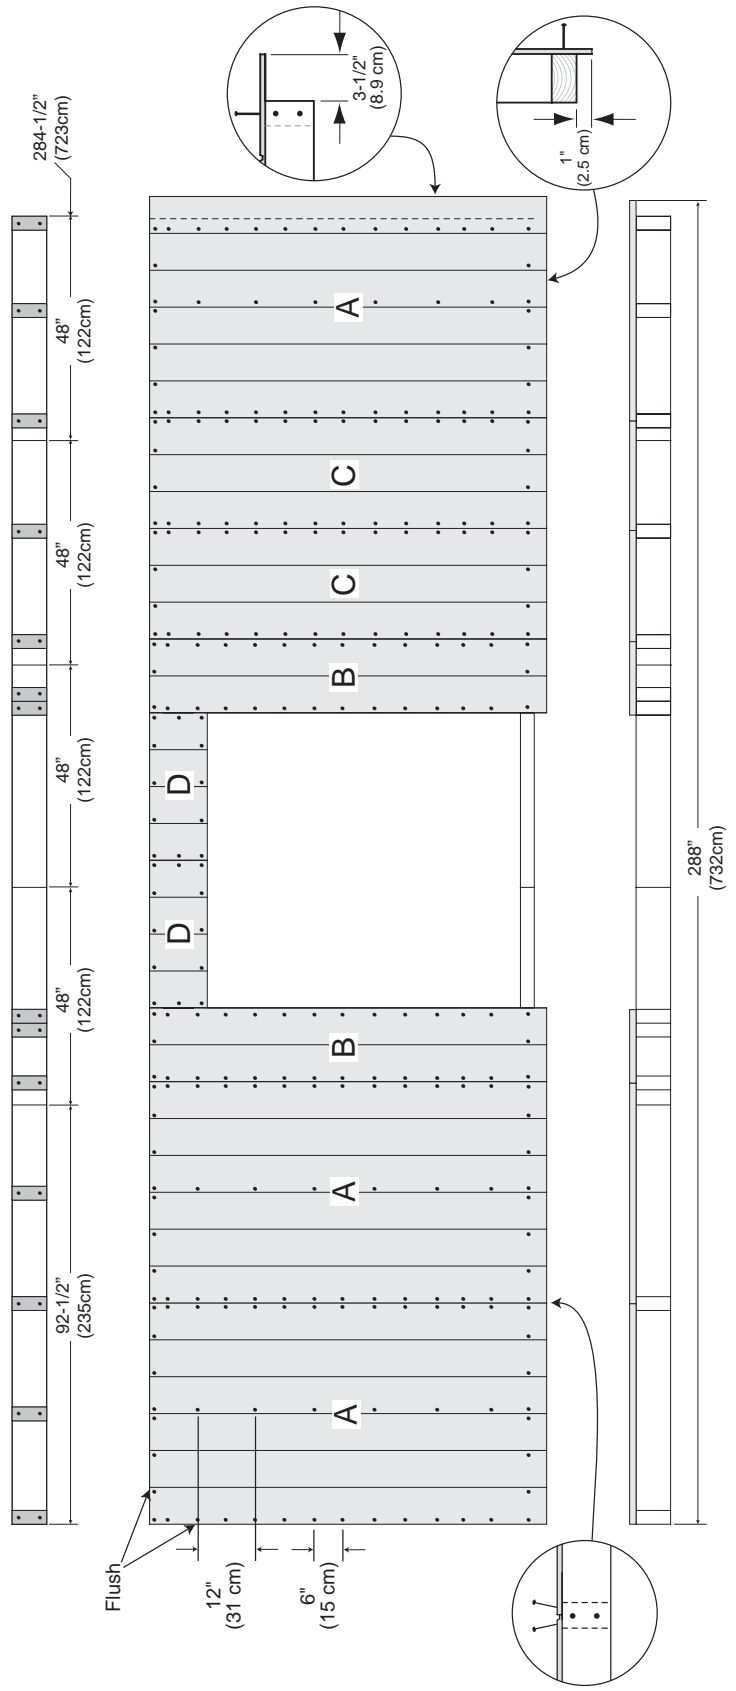 92-1/2”
(235cm)
48”
(122cm)
48”
(122cm)
48”
(122cm)
48”
(122cm)
284-1/2”
(723cm)
Flush
12"
(31 cm)
6"
(15 cm)
A
A
B
D
D
B
C
C
A
3-1/2"
(8.9 cm)
1"
(2.5 cm)
288”
(732cm)